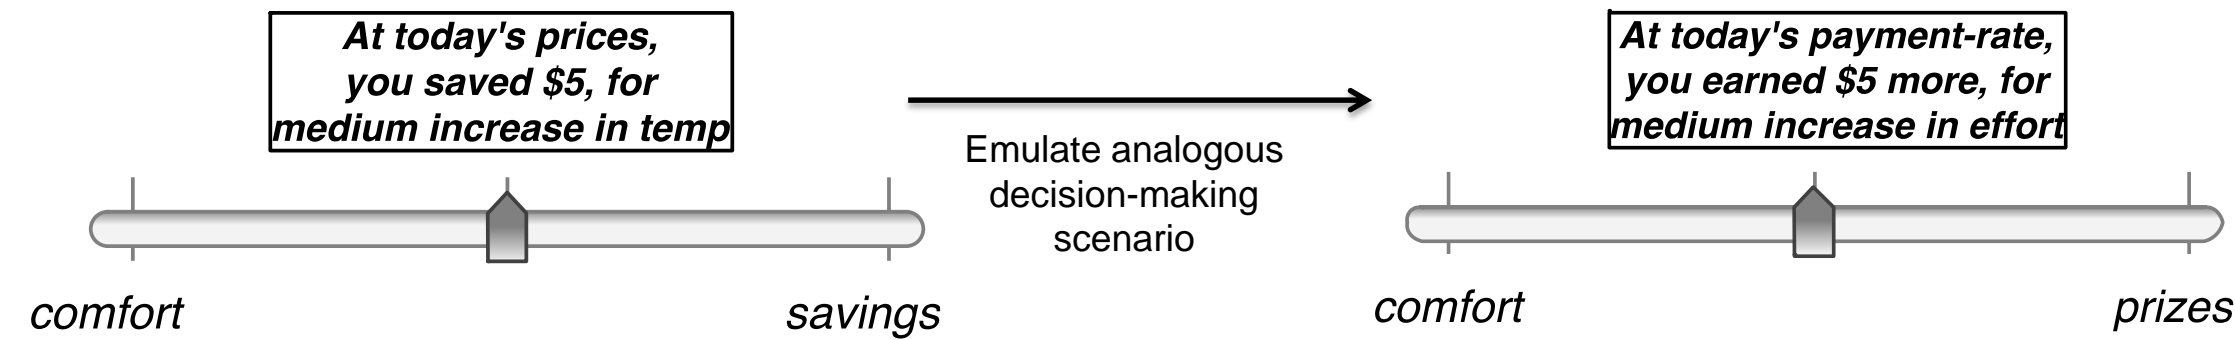 At today's prices,
you saved $5, for
medium increase in temp
comfort
savings
Emulate analogous
decision-making
scenario
At today's payment-rate,
you earned $5 more, for
medium increase in effort
comfort
prizes